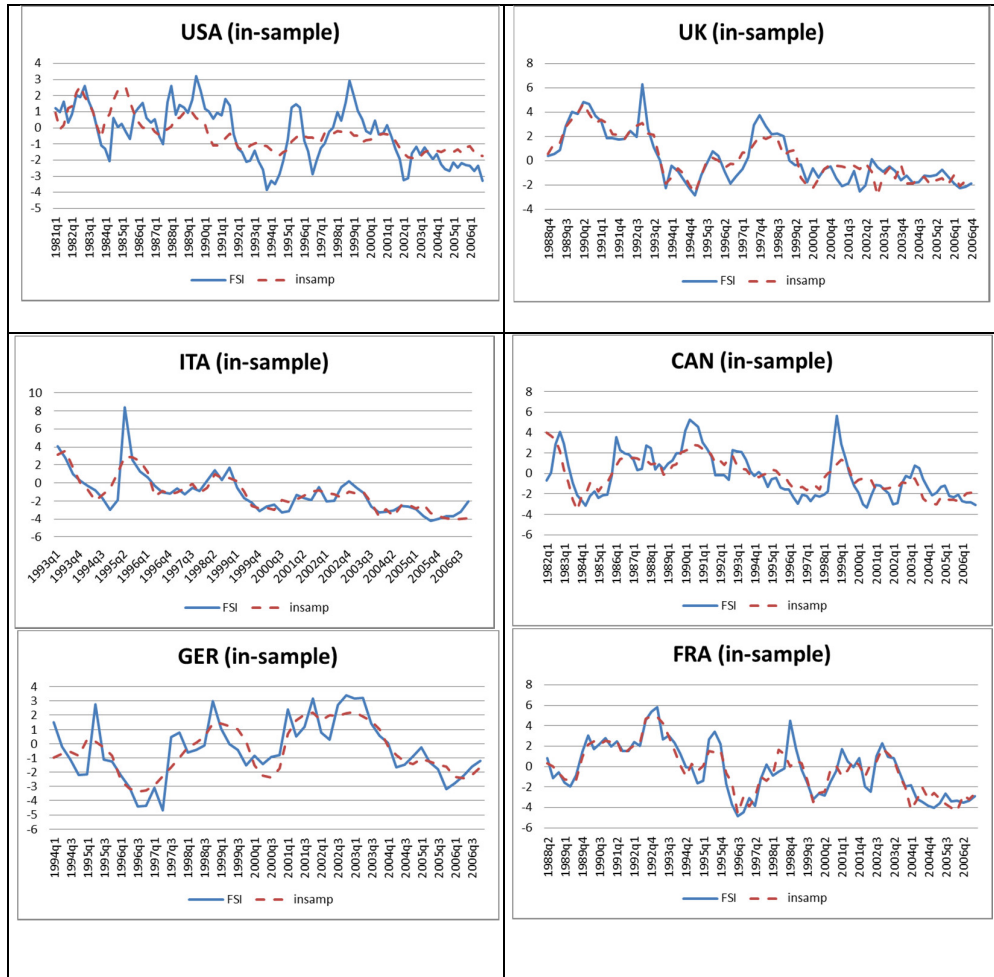 USA (in-sample)
4
3
2
1
0
-1
-2
-3
-4
-5
1981q1
1982q1
1983q1
1984q1
1985q1
1986q1
1987q1
1988q1
1989q1
1990q1
1991q1
1992q1
1993q1
1994q1
1995q1
1996q1
1997q1
1998q1
1999q1
2000q1
2001q1
2002q1
2003q1
2004q1
2005q1
2006q1
FSI
insamp
UK (in-sample)
8
6
4
2
0
-2
-4
1988q4
1989q3
1990q2
1991q1
1991q4
1992q3
1993q2
1994q1
1994q4
1995q3
1996q2
1997q1
1997q4
1998q3
1999q2
2000q1
2000q4
2001q3
2002q2
2003q1
2003q4
2004q3
2005q2
2006q1
2006q4
FSI
insamp
ITA (in-sample)
10
8
6
4
2
0
-2
-4
-6
1993q1
1993q4
1994q3
1995q2
1996q1
1996q4
1997q3
1998q2
1999q1
1999q4
2000q3
2001q2
2002q1
2002q4
2003q3
2004q2
2005q1
2005q4
2006q3
FSI
insamp
CAN (in-sample)
8
6
4
2
0
-2
-4
-6
1982q1
1983q1
1984q1
1985q1
1986q1
1987q1
1988q1
1989q1
1990q1
1991q1
1992q1
1993q1
1994q1
1995q1
1996q1
1997q1
1998q1
1999q1
2000q1
2001q1
2002q1
2003q1
2004q1
2005q1
2006q1
FSI
insamp
GER (in-sample)
4
3
2
1
0
-1
-2
-3
-4
-5
-6
1994q1
1994q3
1995q1
1995q3
1996q1
1996q3
1997q1
1997q3
1998q1
1998q3
1999q1
1999q3
2000q1
2000q3
2001q1
2001q3
2002q1
2002q3
2003q1
2003q3
2004q1
2004q3
2005q1
2005q3
2006q1
2006q3
FSI
insamp
FRA (in-sample)
8
6
4
2
0
-2
-4
-6
1988q2
1989q1
1989q4
1990q3
1991q2
1992q1
1992q4
1993q3
1994q2
1995q1
1995q4
1996q3
1997q2
1998q1
1998q4
1999q3
2000q2
2001q1
2001q4
2002q3
2003q2
2004q1
2004q4
2005q3
2006q2
FSI
insamp